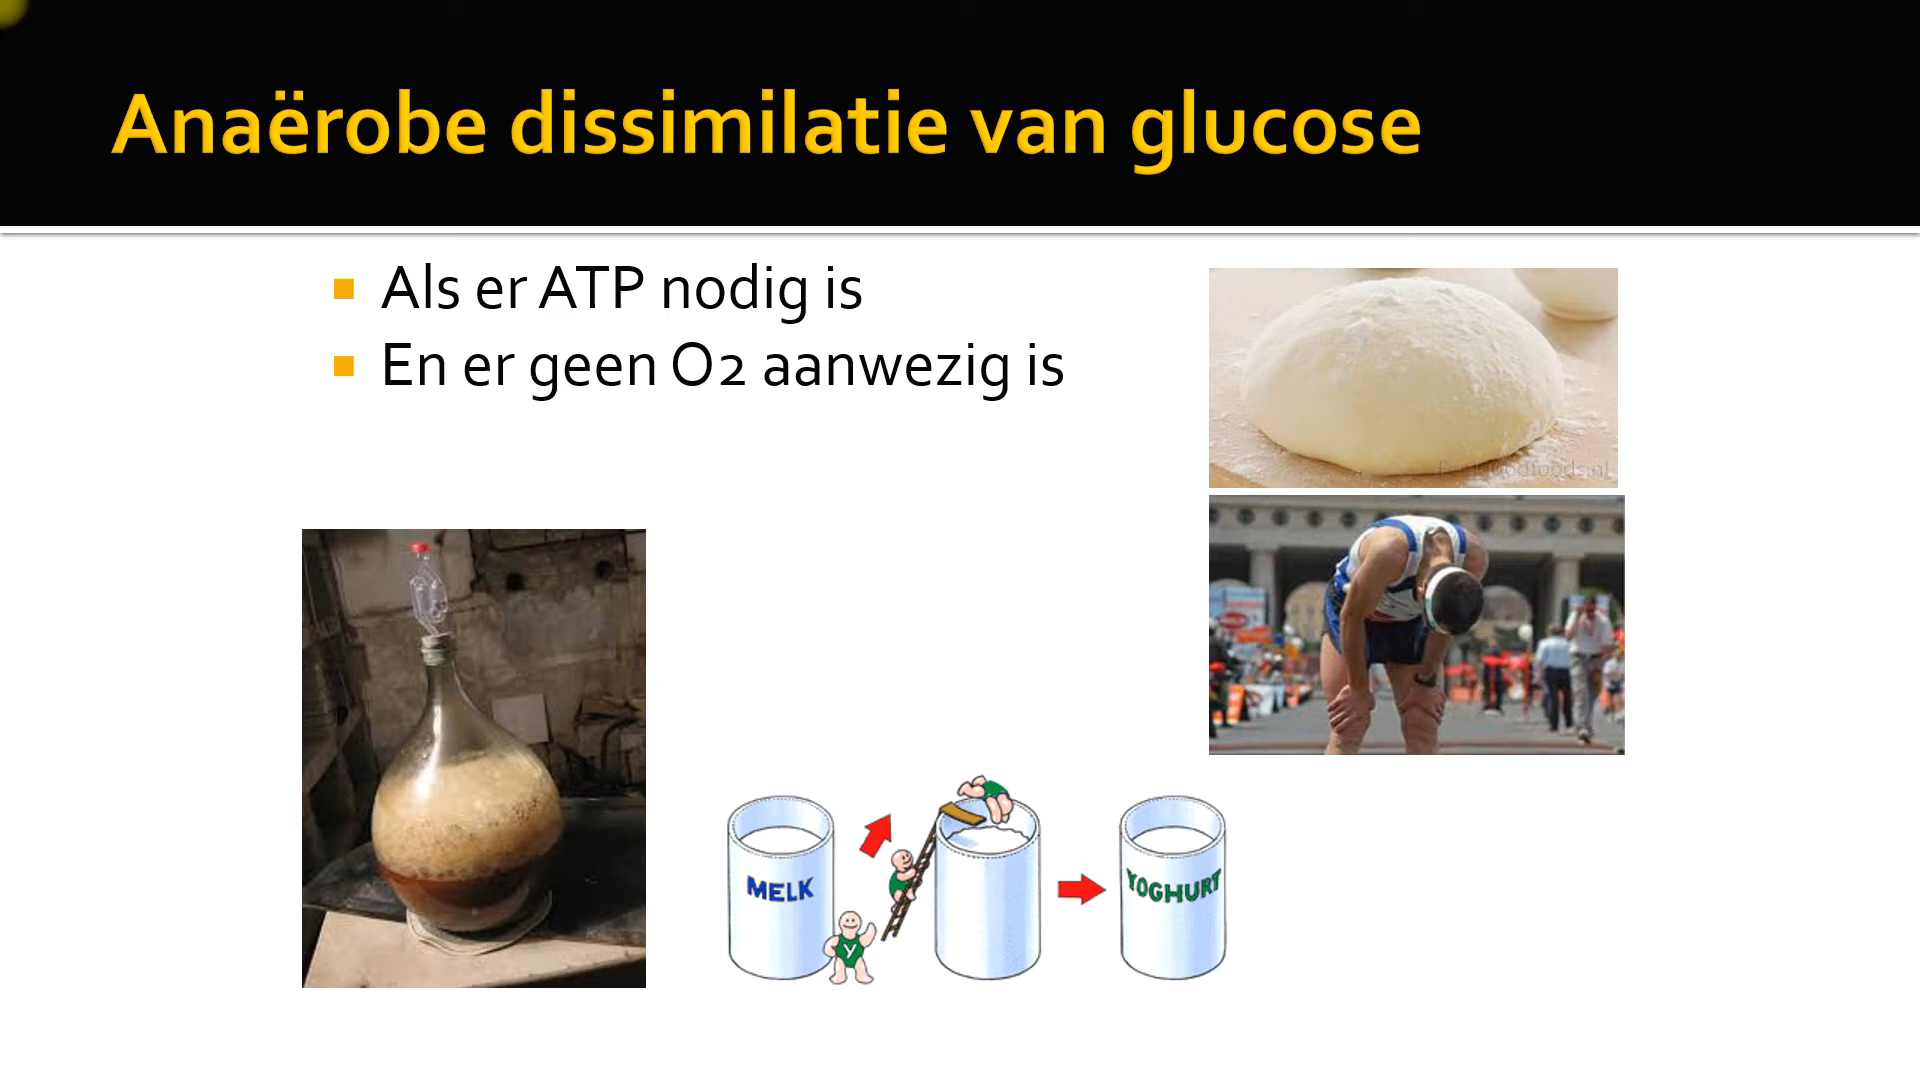 Anaërobe dissimilatie van glucose
Als er ATP nodig is
En er geen O2 aanwezig is
MELK
Y
YOGHURT